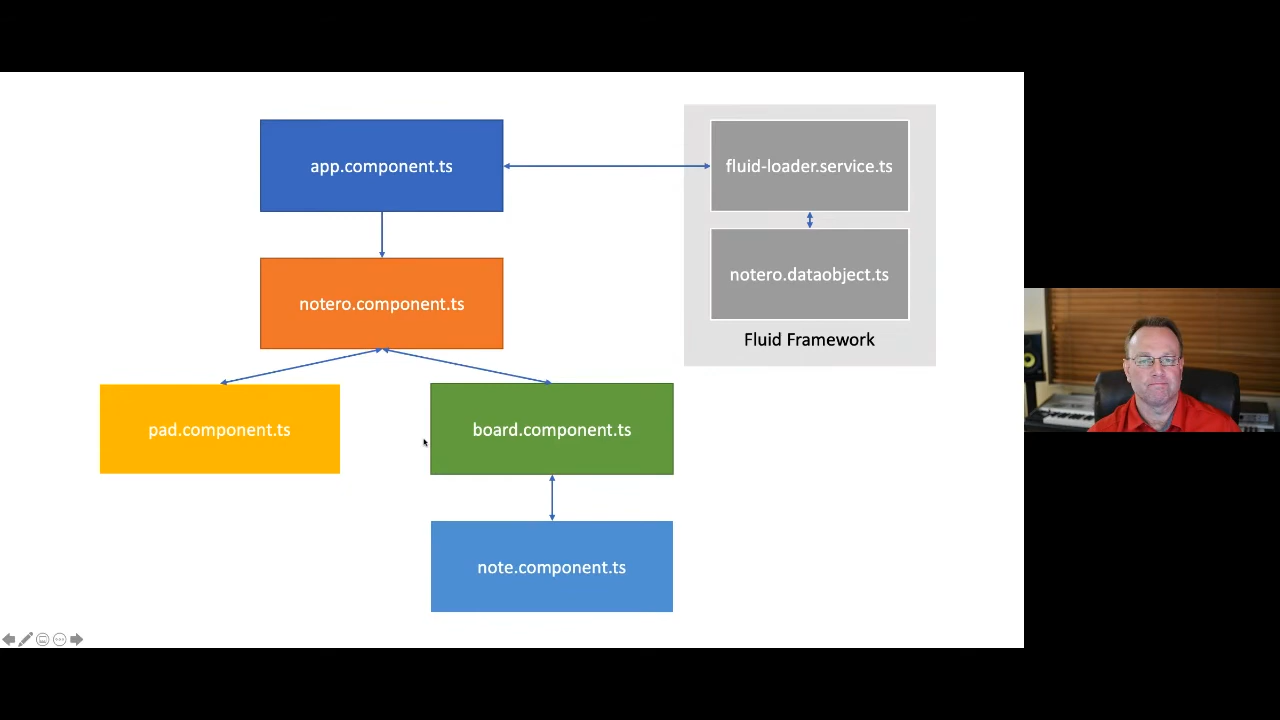 app.component.ts
fluid-loader.service.ts
notero.component.ts
notero.dataobject.ts
Fluid Framework
pad.component.ts
board.component.ts
note.component.ts